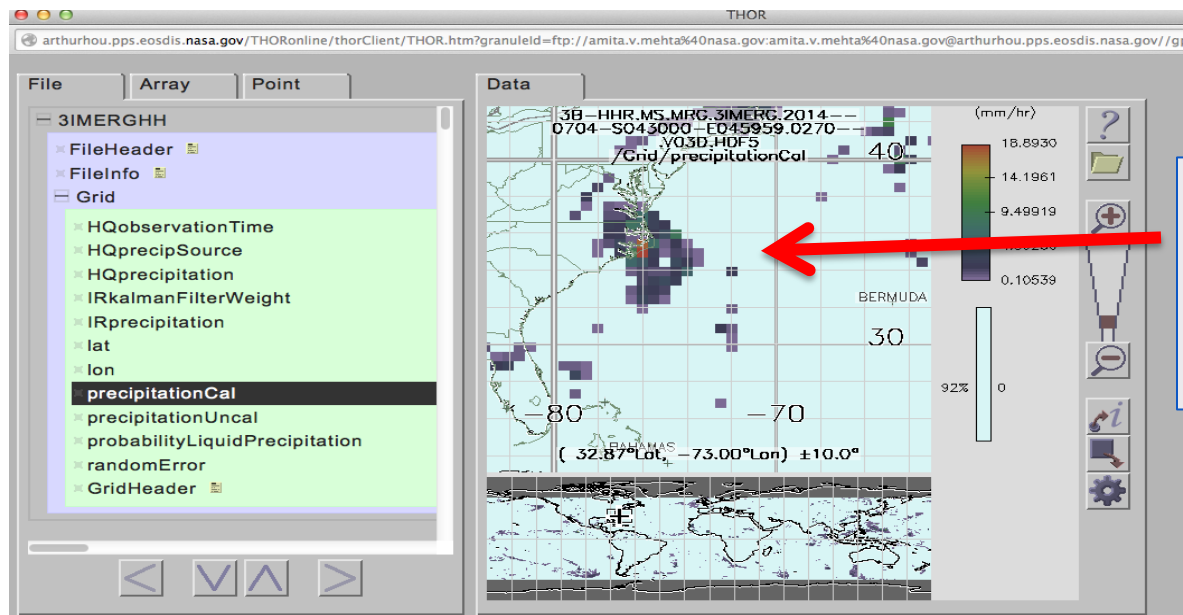 THOR
arthurhou.pps.eosdis.nasa.gov/THORonline/thorClient/THOR.htm?granuleId=ftp://amita.v.mehta%40nasa.gov:amita.v.mehta%40nasa.gov@arthurhou.pps.eosdis.nasa.gov//gp
File Array Point
3IMERGHH
FileHeader
FileInfo
Grid
HQobservationTime
HQprecipSource
HQprecipitation
IRkalmanFilterWeight
IRprecipitation
lat
lon
precipitationCal
precipitationUncal
probabilityLiquidPrecipitation
randomError
GridHeader
Data
3B-HHR.MS.MRG.3IMERG.2014--
0704-S043000-E045959.0270--
.V03D.HDF5
/Grid/precipitationCal
40
BERMUDA
30
-80 -70
BAHAMAS
( 32.87°Lat, -73.00°Lon) ±10.0°
(mm/hr)
18.8930
14.1961
9.49919
0.10539
92% 0
?
i